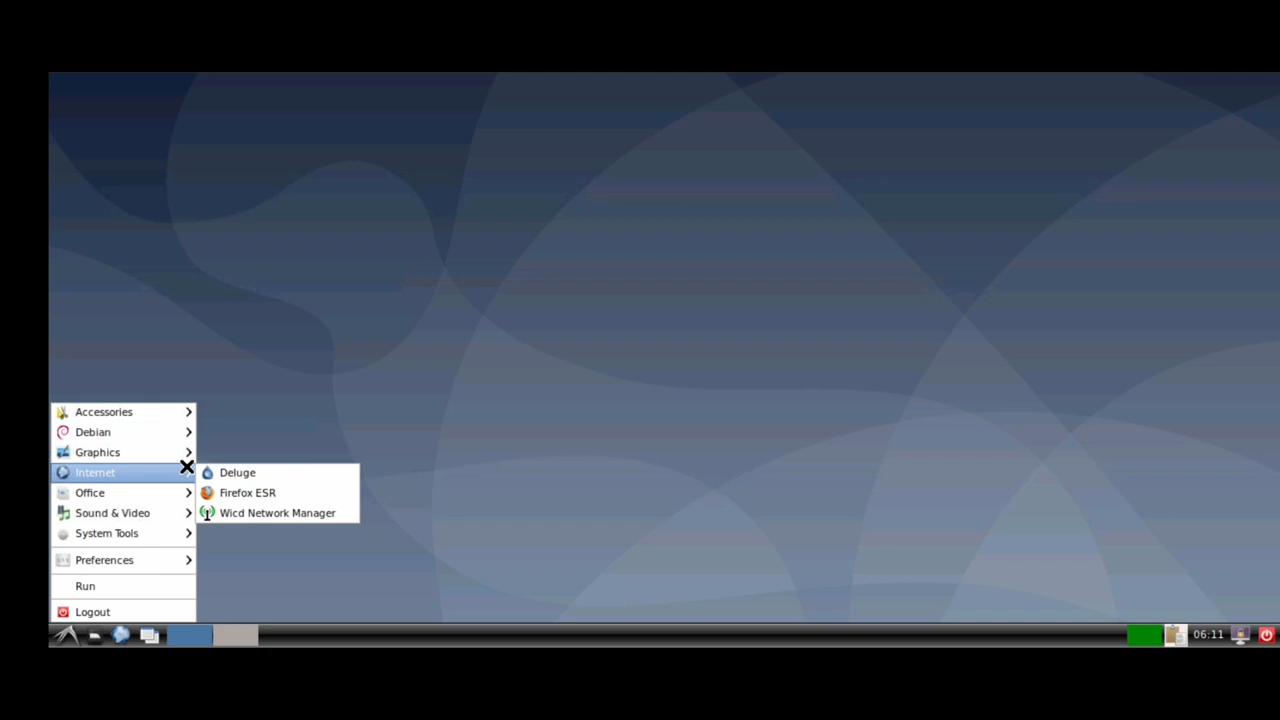 Accessories
Debian
Graphics
Internet
Office
Sound & Video
System Tools
Preferences
Run
Logout
Deluge
Firefox ESR
Wicd Network Manager
06:11